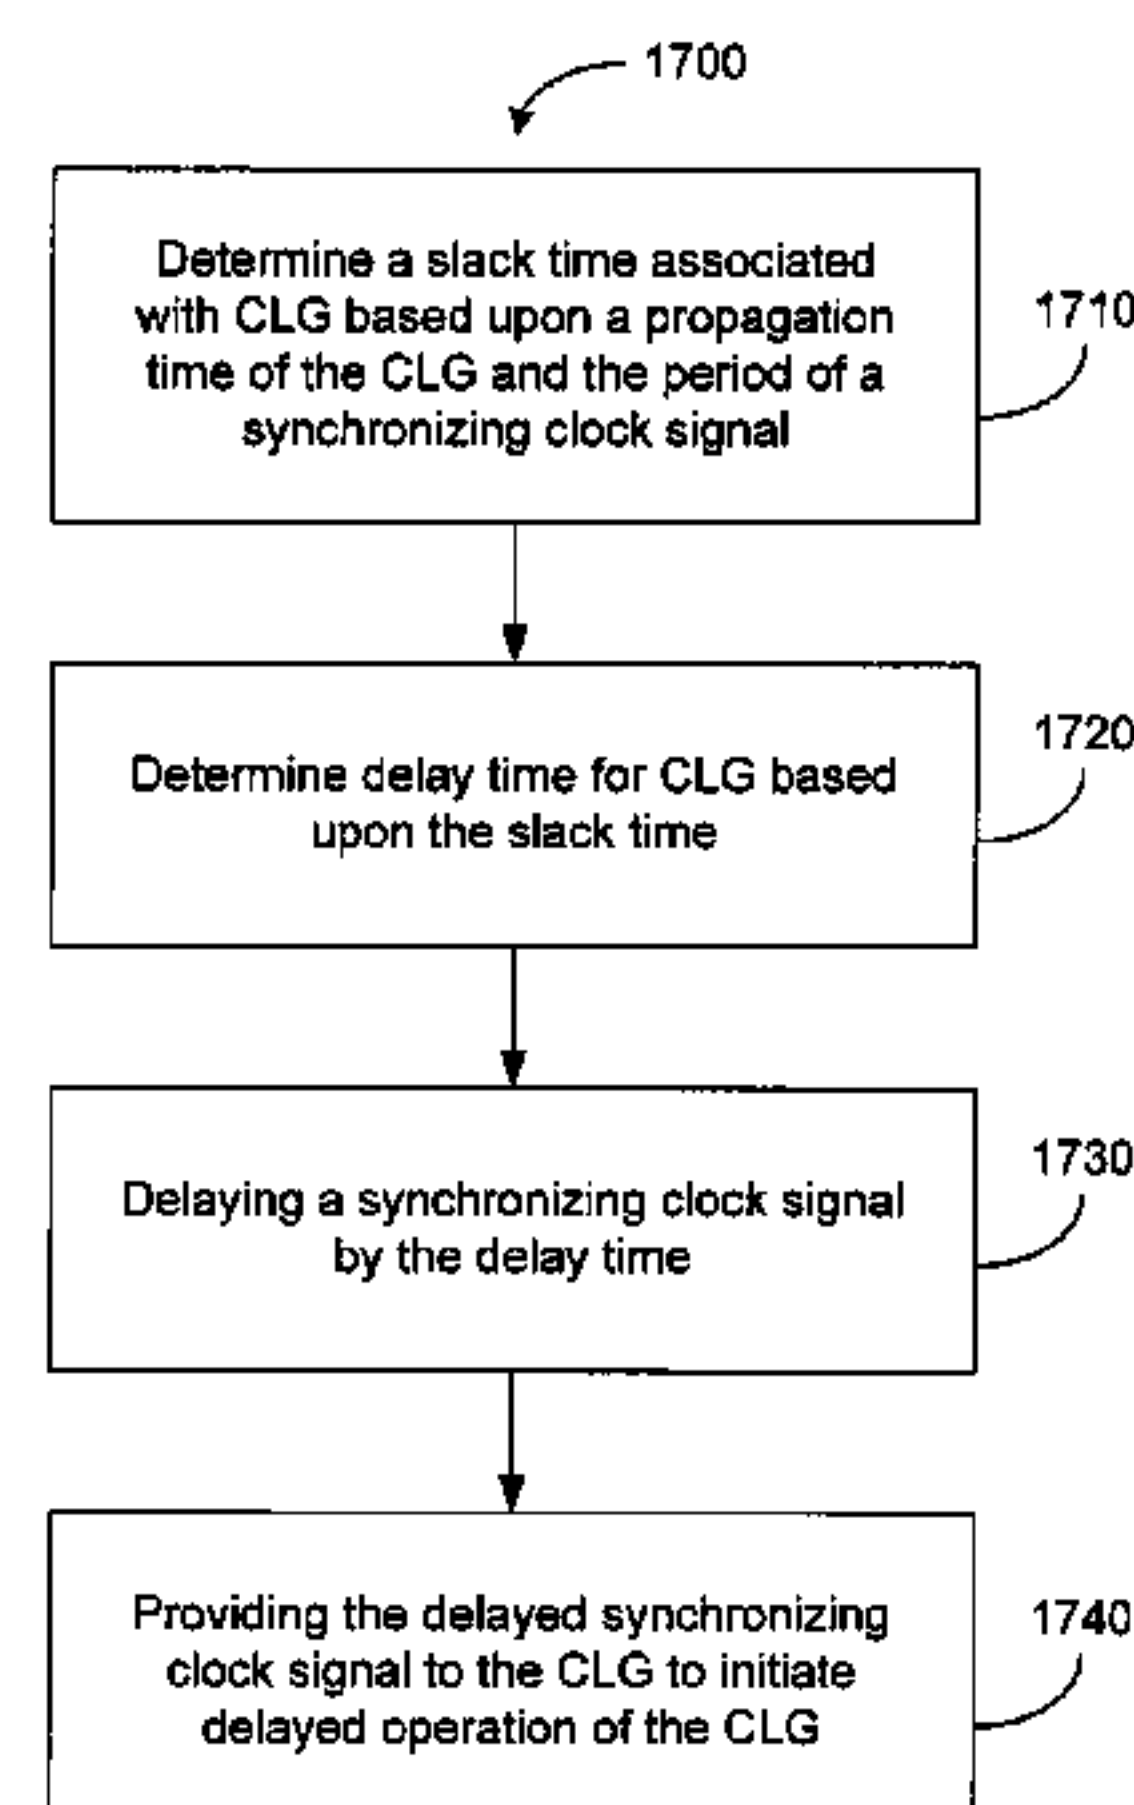 1700
Determine a slack time associated
with CLG based upon a propagation
time of the CLG and the period of a
synchronizing clock signal
1710
Determine delay time for CLG based
upon the slack time
1720
Delaying a synchronizing clock signal
by the delay time
1730
Providing the delayed synchronizing
clock signal to the CLG to initiate
delayed operation of the CLG
1740